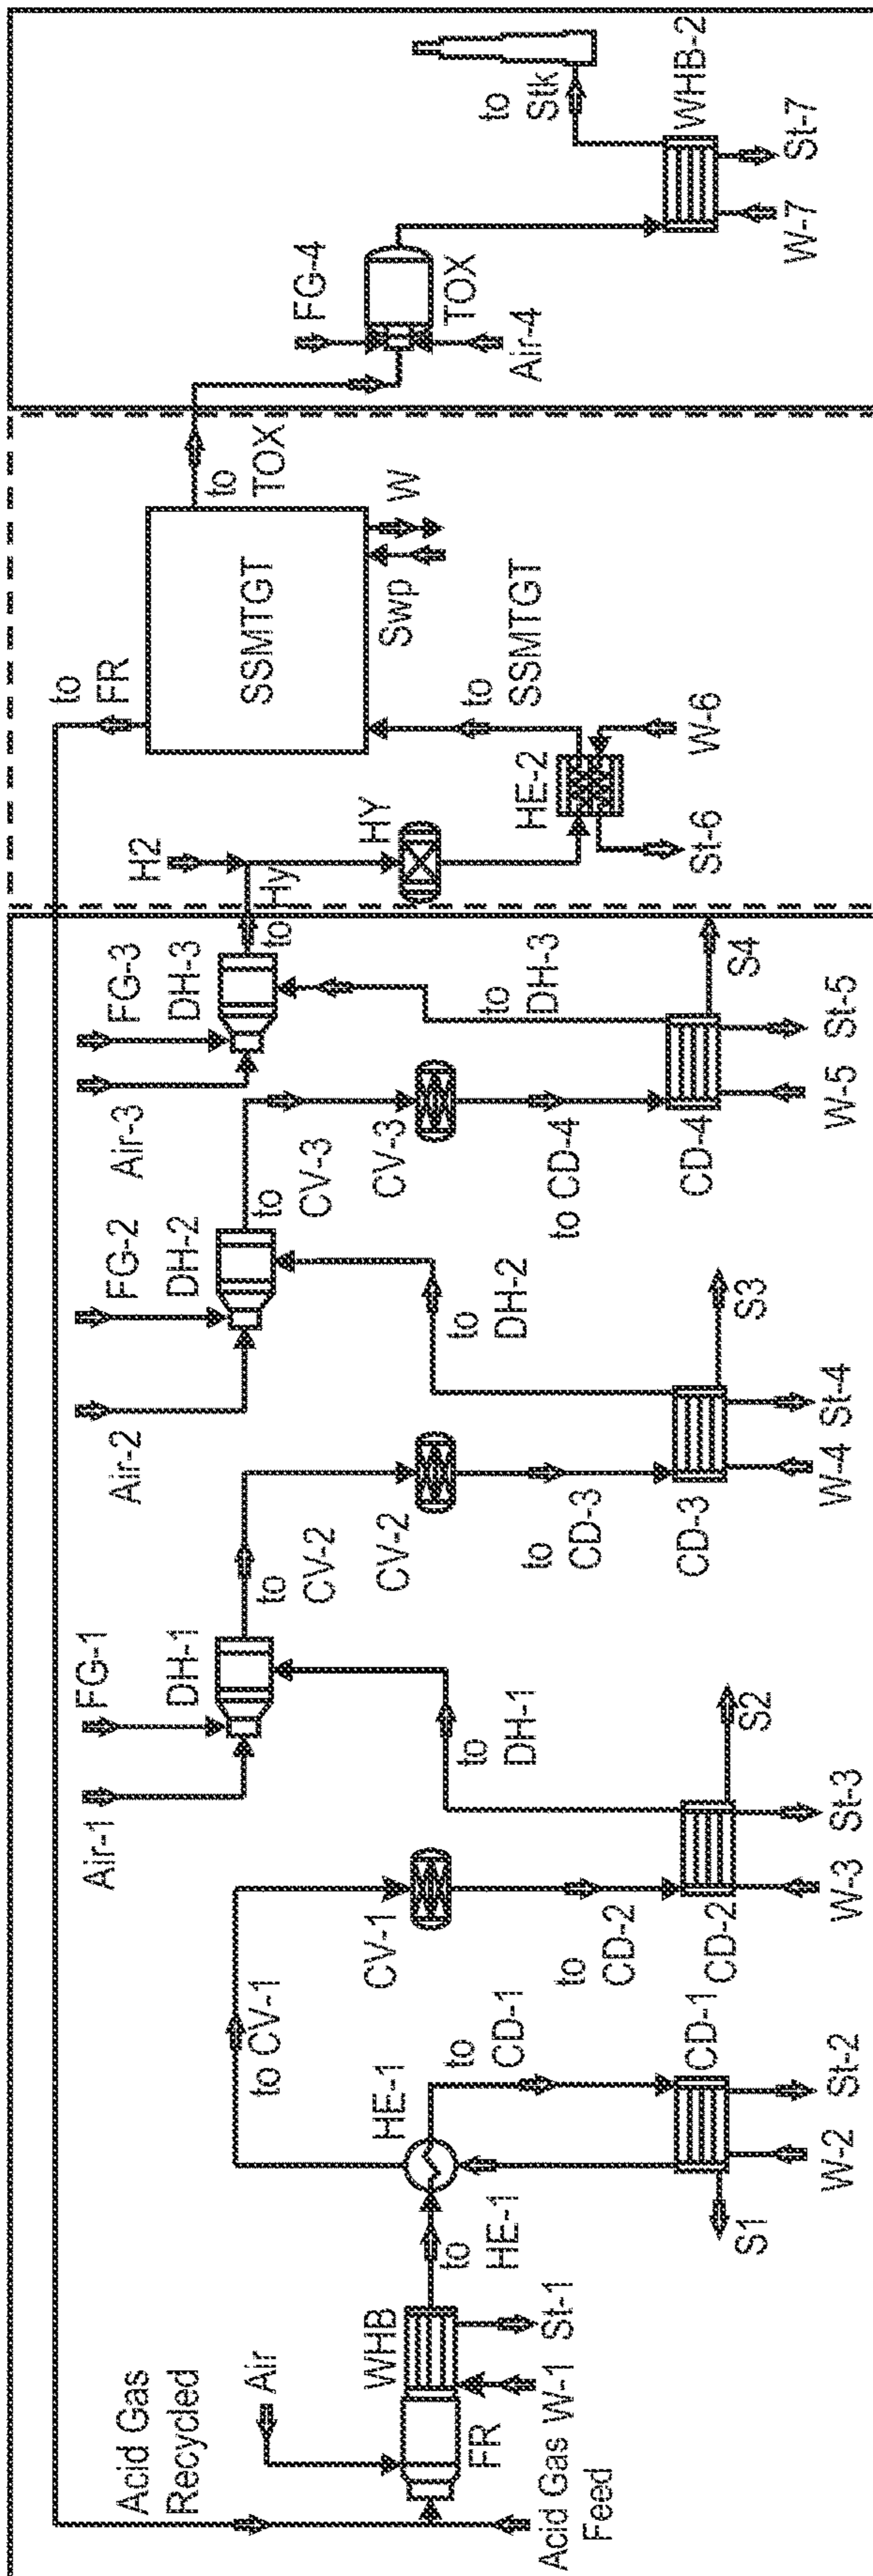 Acid Gas
Recycled
Air
Acid Gas
Feed
FR
WHB
W-1
St-1
to
HE-1
HE-1
to CV-1
to
CD-1
CD-1
S1
W-2
St-2
CV-1
to
CD-2
CD-2
W-3
St-3
S2
to
DH-1
Air-1
FG-1
DH-1
to
CV-2
CV-2
to
CD-3
CD-3
W-4
St-4
S3
to
DH-2
Air-2
FG-2
DH-2
to
CV-3
CV-3
to CD-4
CD-4
W-5
St-5
S4
to
DH-3
Air-3
FG-3
DH-3
to Hy
H2
HY
HE-2
St-6
W-6
to
SSMTGT
to
FR
SSMTGT
Swp
W
to
TOX
FG-4
TOX
Air-4
to
Stk
WHB-2
W-7
St-7